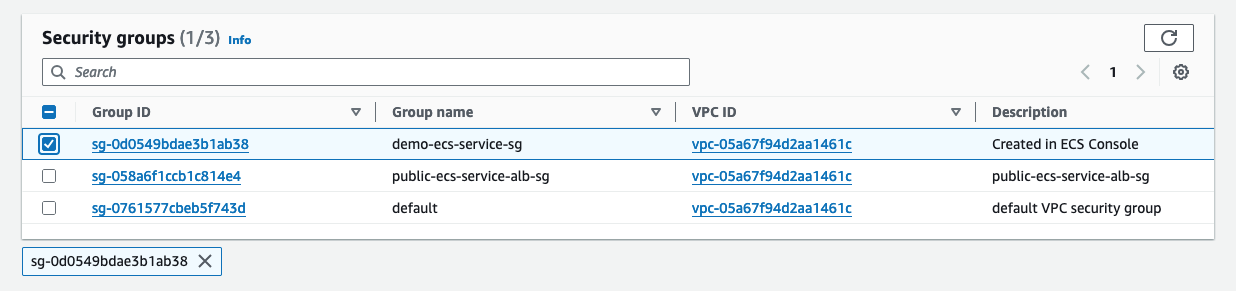 Security groups (1/3) Info
Search
1
Group ID Group name VPC ID Description
sg-0d0549bdae3b1ab38 demo-ecs-service-sg vpc-05a67f94d2aa1461c Created in ECS Console
sg-058a6f1ccb1c814e4 public-ecs-service-alb-sg vpc-05a67f94d2aa1461c public-ecs-service-alb-sg
sg-0761577cbeb5f743d default vpc-05a67f94d2aa1461c default VPC security group
sg-0d0549bdae3b1ab38